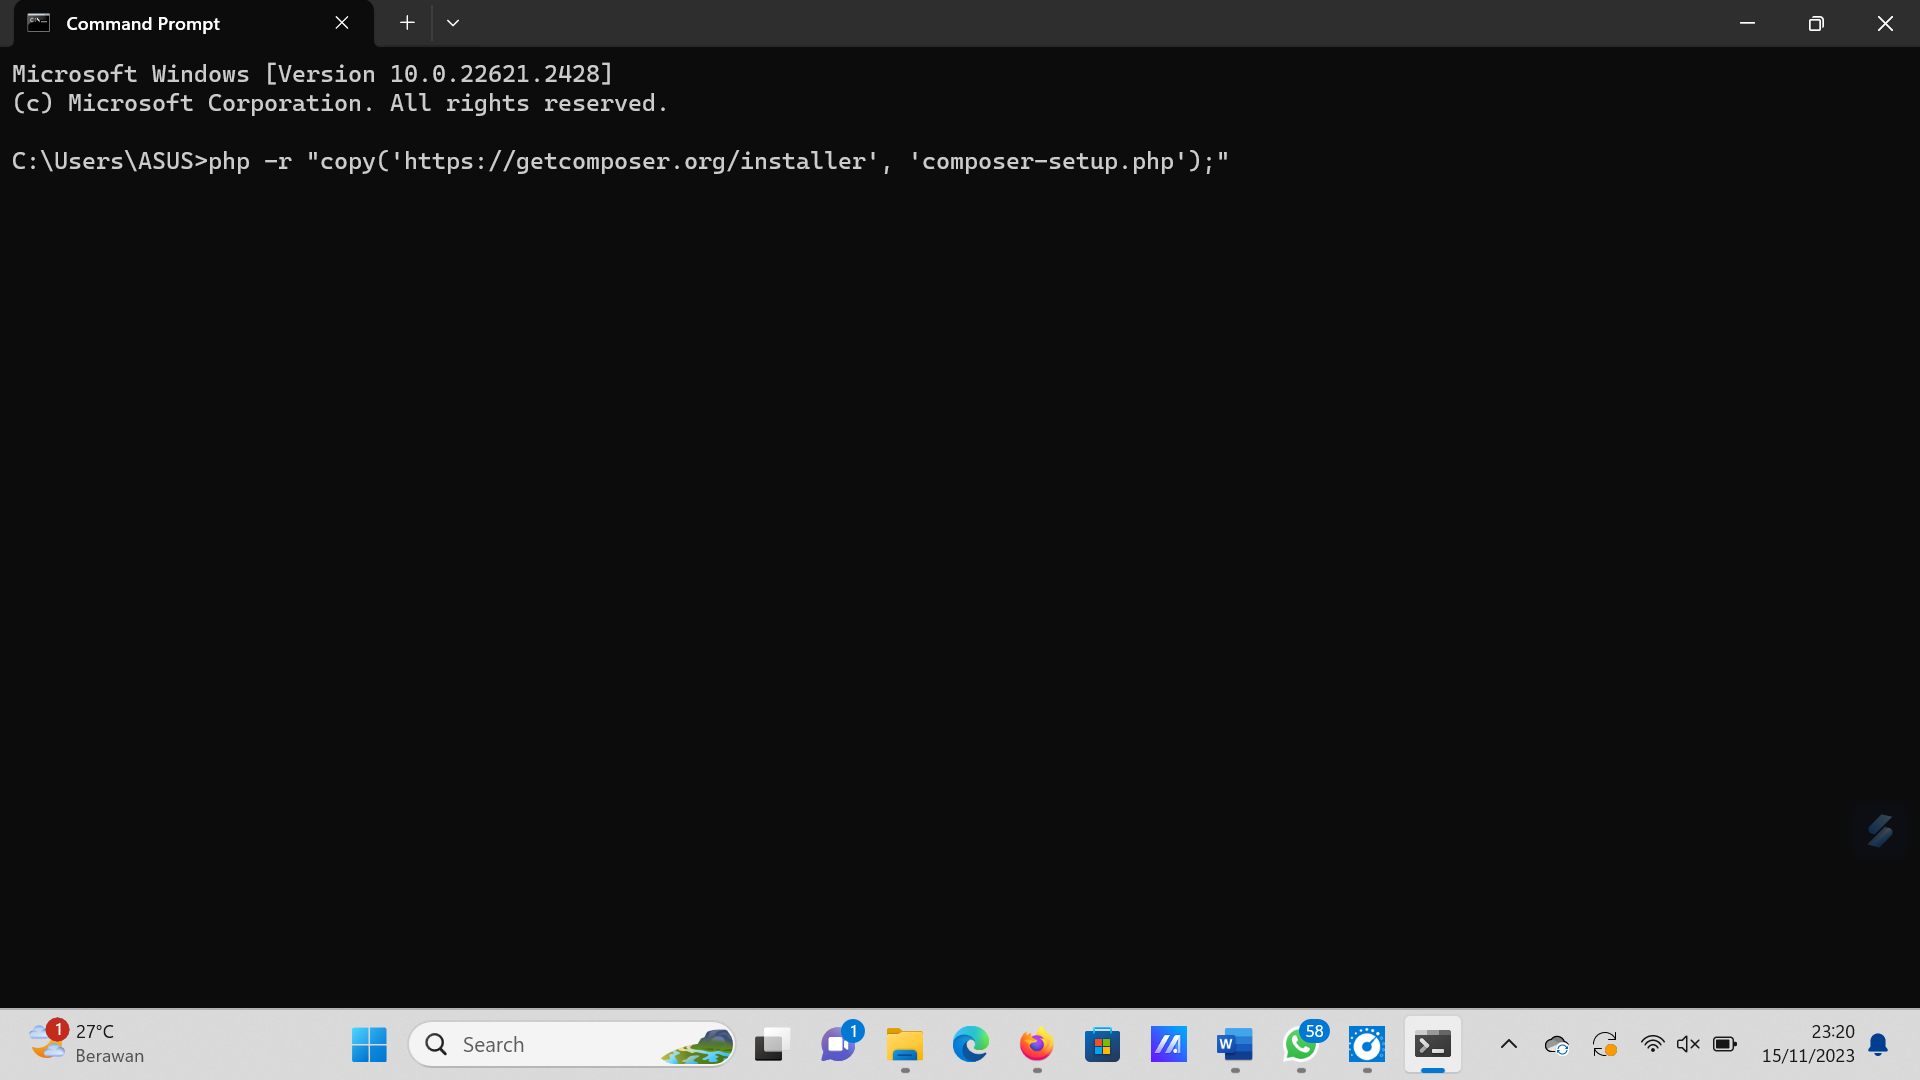 Command Prompt
Microsoft Windows [Version 10.0.22621.2428]
(c) Microsoft Corporation. All rights reserved.
C:\Users\ASUS>php -r "copy('https://getcomposer.org/installer', 'composer-setup.php');"
1
27°C
Berawan
Search
1
W
58
23:20
15/11/2023